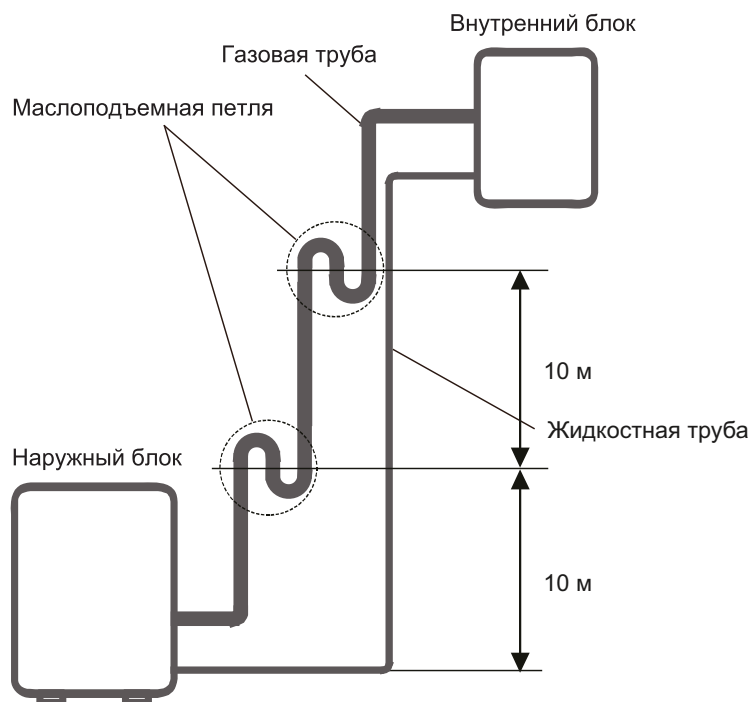 Внутренний блок
Газовая труба
Маслоподъемная петля
10 м
Жидкостная труба
Наружный блок
10 м